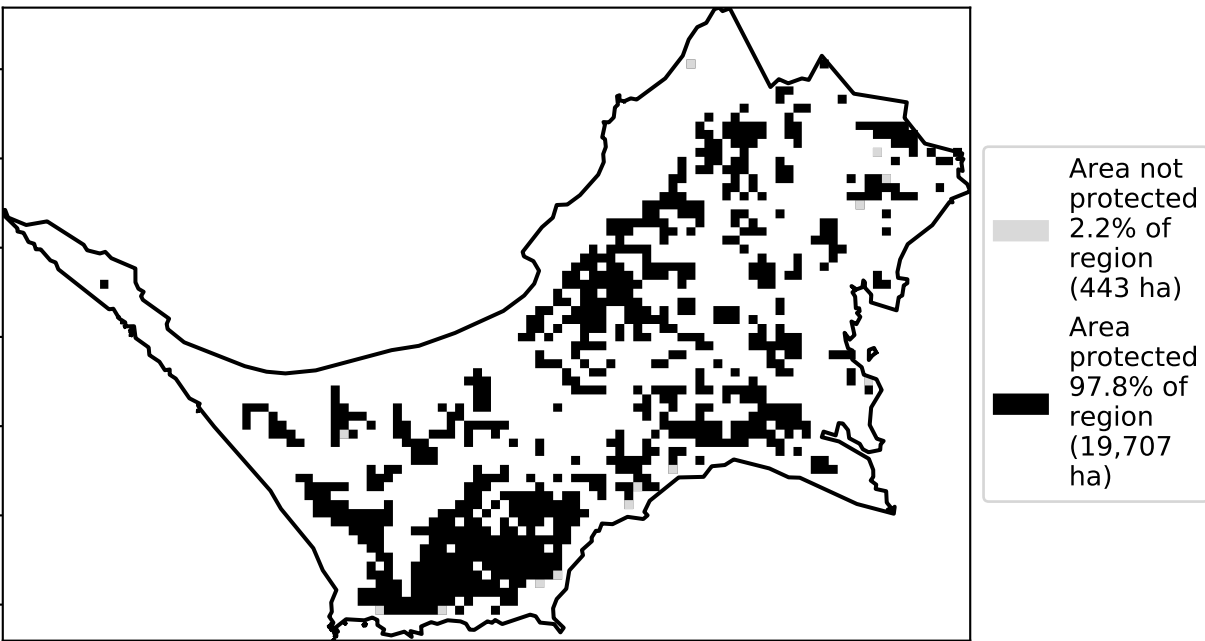 Area not
protected
2.2% of
region
(443 ha)
Area
protected
97.8% of
region
(19,707
ha)